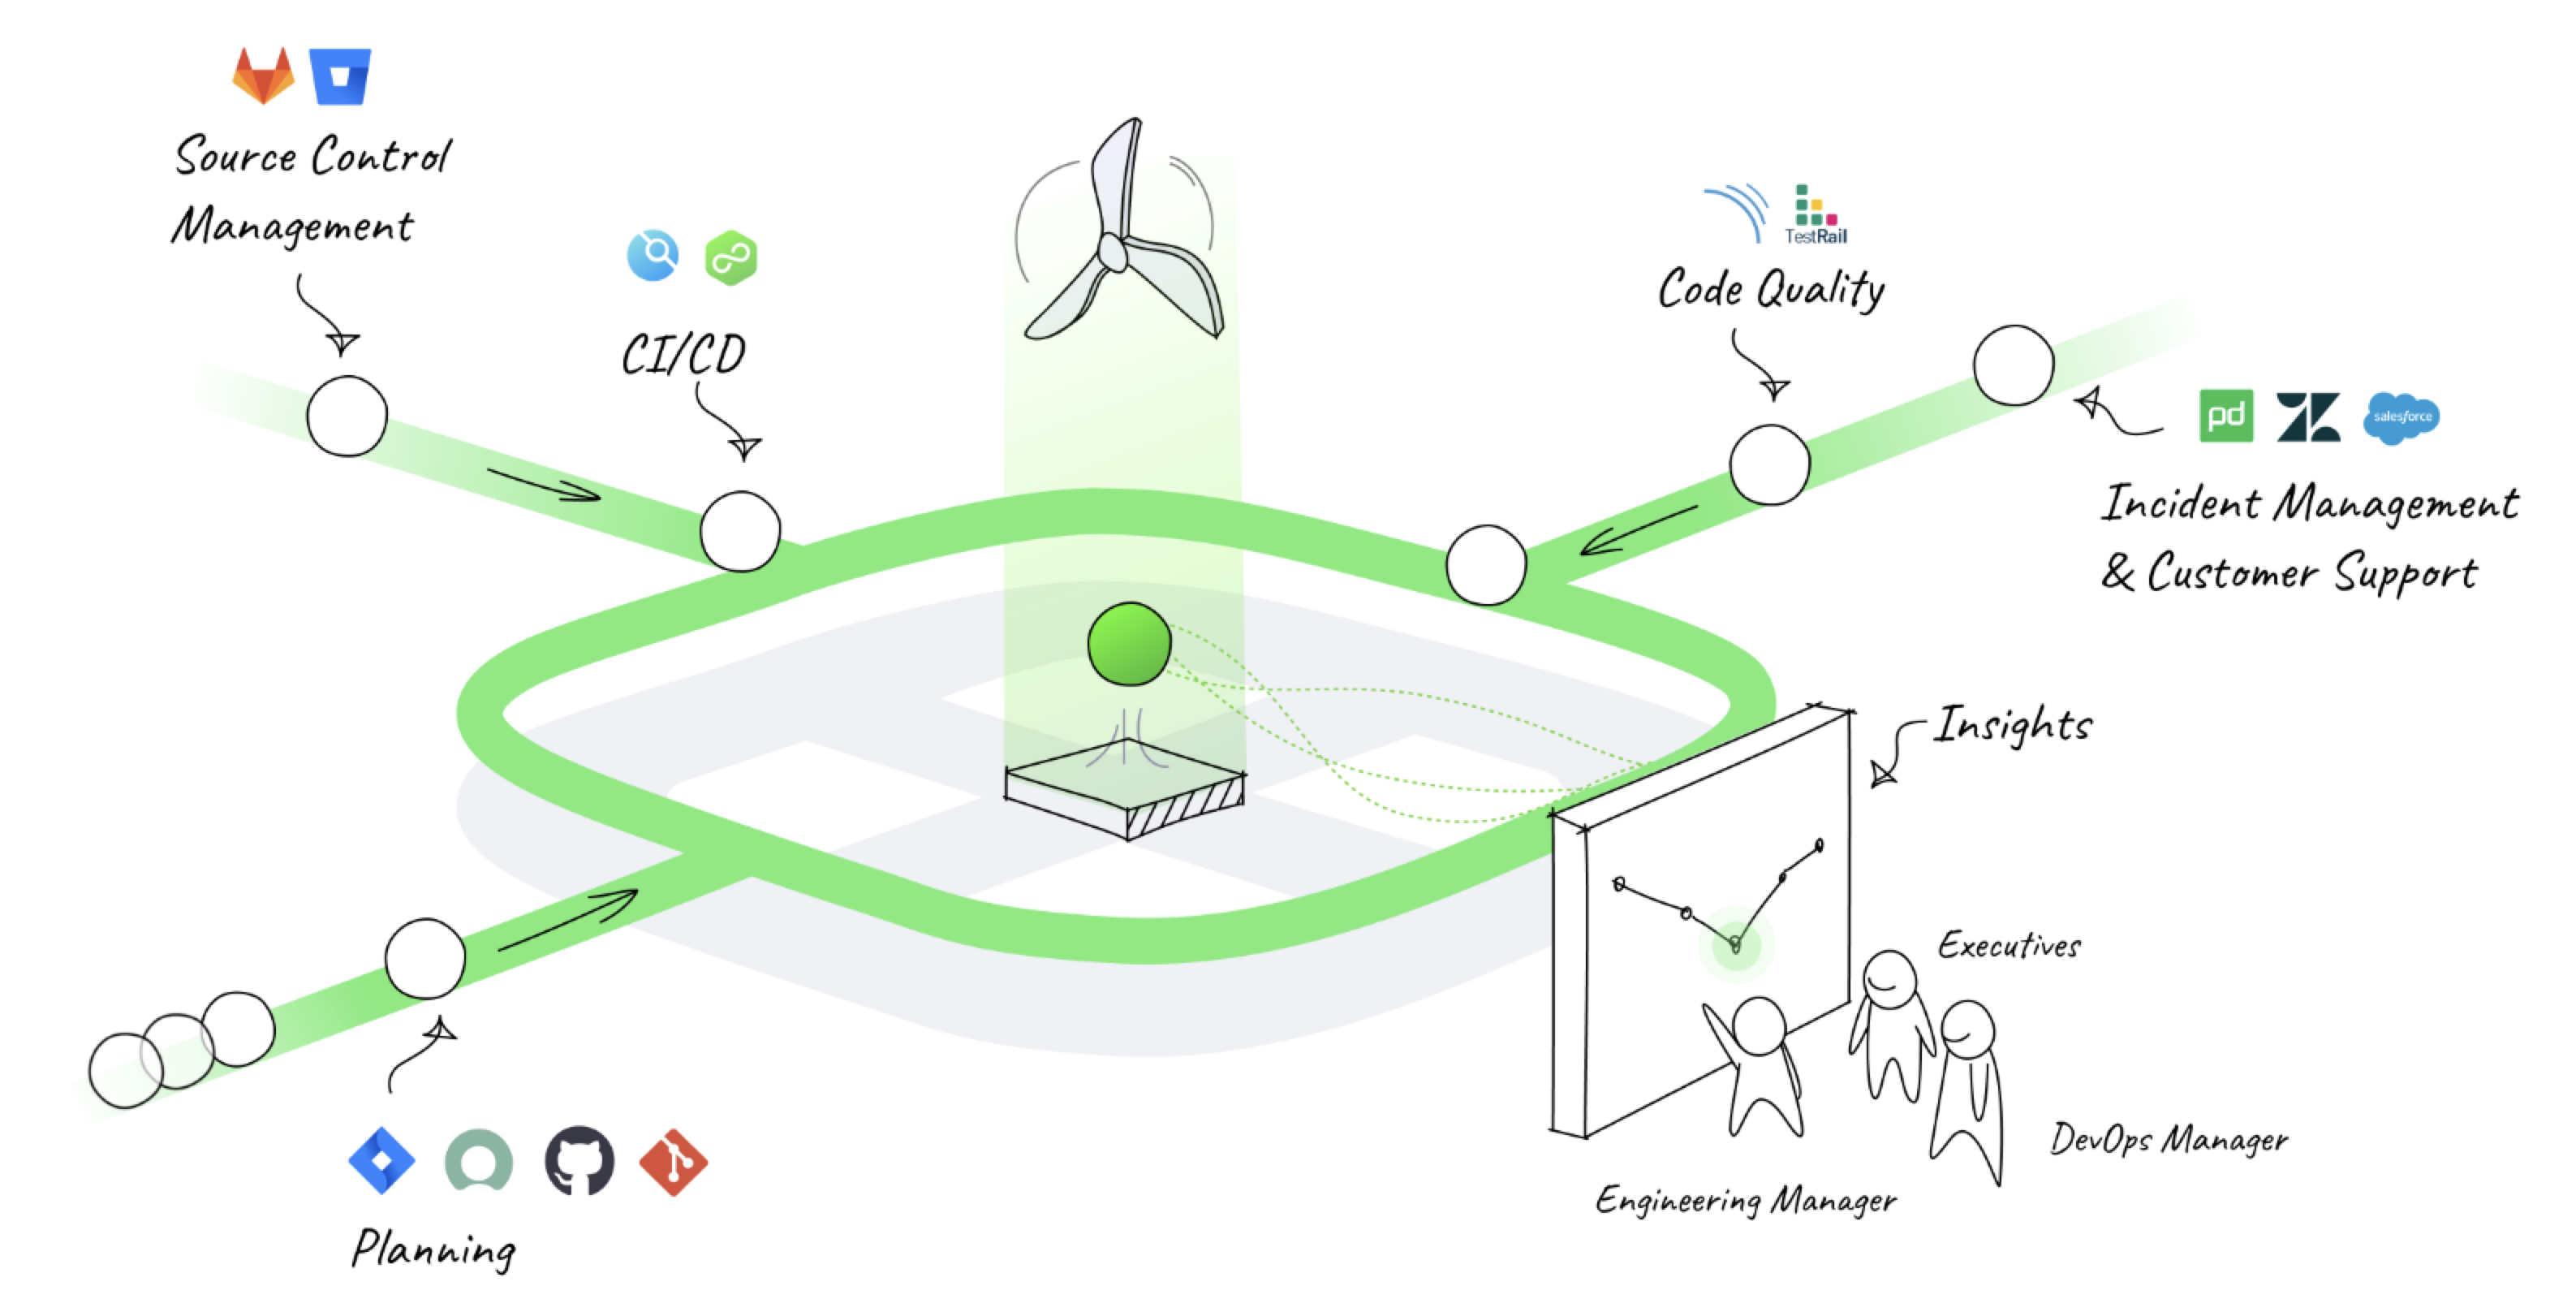 Source Control
Management
CI/CD
TestRail
Code Quality
pd
salesforce
Incident Management
& Customer Support
Insights
Executives
DevOps Manager
Engineering Manager
Planning